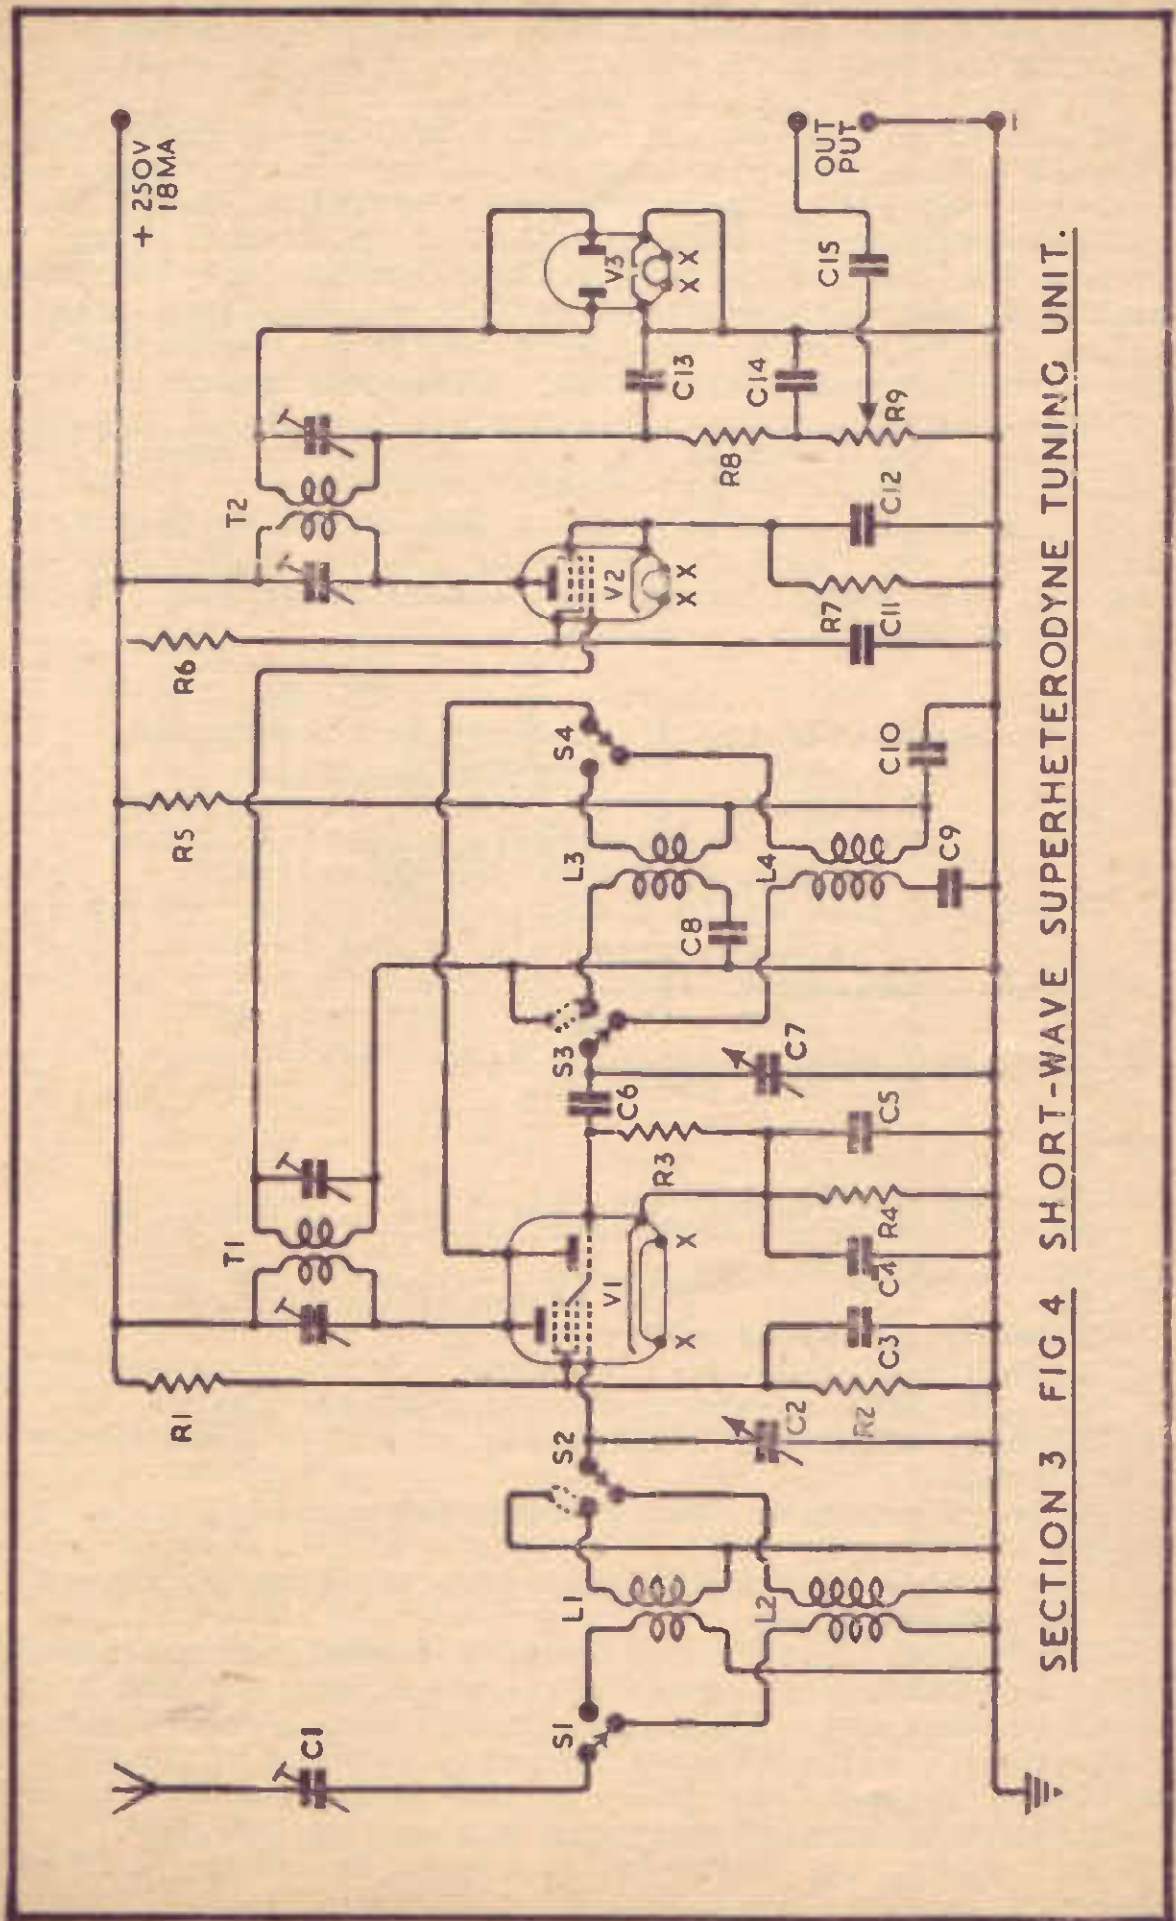 + 250V
18MA
C1
S1
L1
L2
S2
C2
R1
R2
C3
T1
V1
X
X
C4
R4
R3
C5
C6
S3
C7
C8
L3
L4
C9
S4
R5
C10
R6
R7
C11
C12
T2
V2
X X
R8
R9
C13
C14
V3
X X
C15
OUT
PUT
SECTION 3 FIG 4 SHORT-WAVE SUPERHETERODYNE TUNING UNIT.